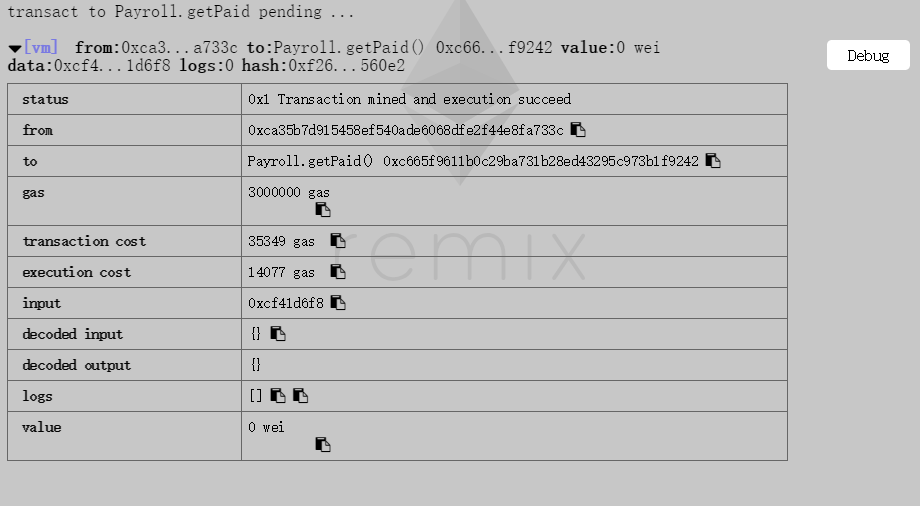 transact to Payroll.getPaid pending ...
[vm] from:0xca3...a733c to:Payroll.getPaid() 0xc66...f9242 value:0 wei
data:0xcf4...1d6f8 logs:0 hash:0xf26...560e2
Debug
status 0x1 Transaction mined and execution succeed
from 0xca35b7d915458ef540ade6068dfe2f44e8fa733c
to Payroll.getPaid() 0xc665f9611b0c29ba731b28ed43295c973b1f9242
gas 3000000 gas
transaction cost 35349 gas
execution cost 14077 gas
input 0xcf41d6f8
decoded input {}
decoded output {}
logs []
value 0 wei
remix